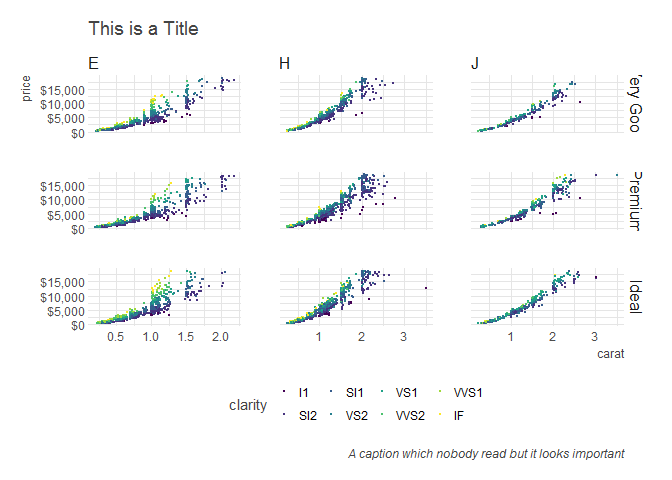 This is a Title
E H J
price
$15,000
$10,000
$5,000
$0
Very Goo
$15,000
$10,000
$5,000
$0
Premium
$15,000
$10,000
$5,000
$0
Ideal
0.5 1.0 1.5 2.0 1 2 3 1 2 3
carat
clarity
I1 SI1 VS1 VVS1
SI2 VS2 VVS2 IF
A caption which nobody read but it looks important